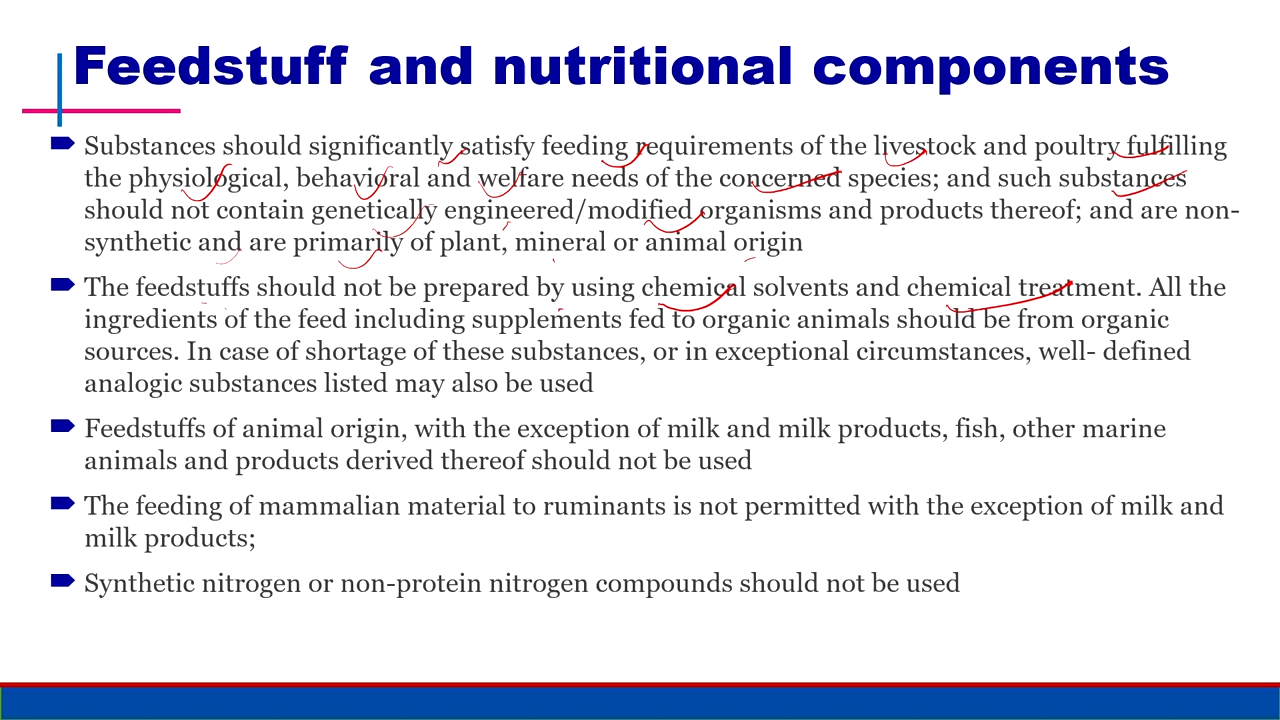 Feedstuff and nutritional components
Substances should significantly satisfy feeding requirements of the livestock and poultry fulfilling
the physiological, behavioral and welfare needs of the concerned species; and such substances
should not contain genetically engineered/modified organisms and products thereof; and are non-
synthetic and are primarily of plant, mineral or animal origin
The feedstuffs should not be prepared by using chemical solvents and chemical treatment. All the
ingredients of the feed including supplements fed to organic animals should be from organic
sources. In case of shortage of these substances, or in exceptional circumstances, well- defined
analogic substances listed may also be used
Feedstuffs of animal origin, with the exception of milk and milk products, fish, other marine
animals and products derived thereof should not be used
The feeding of mammalian material to ruminants is not permitted with the exception of milk and
milk products;
Synthetic nitrogen or non-protein nitrogen compounds should not be used